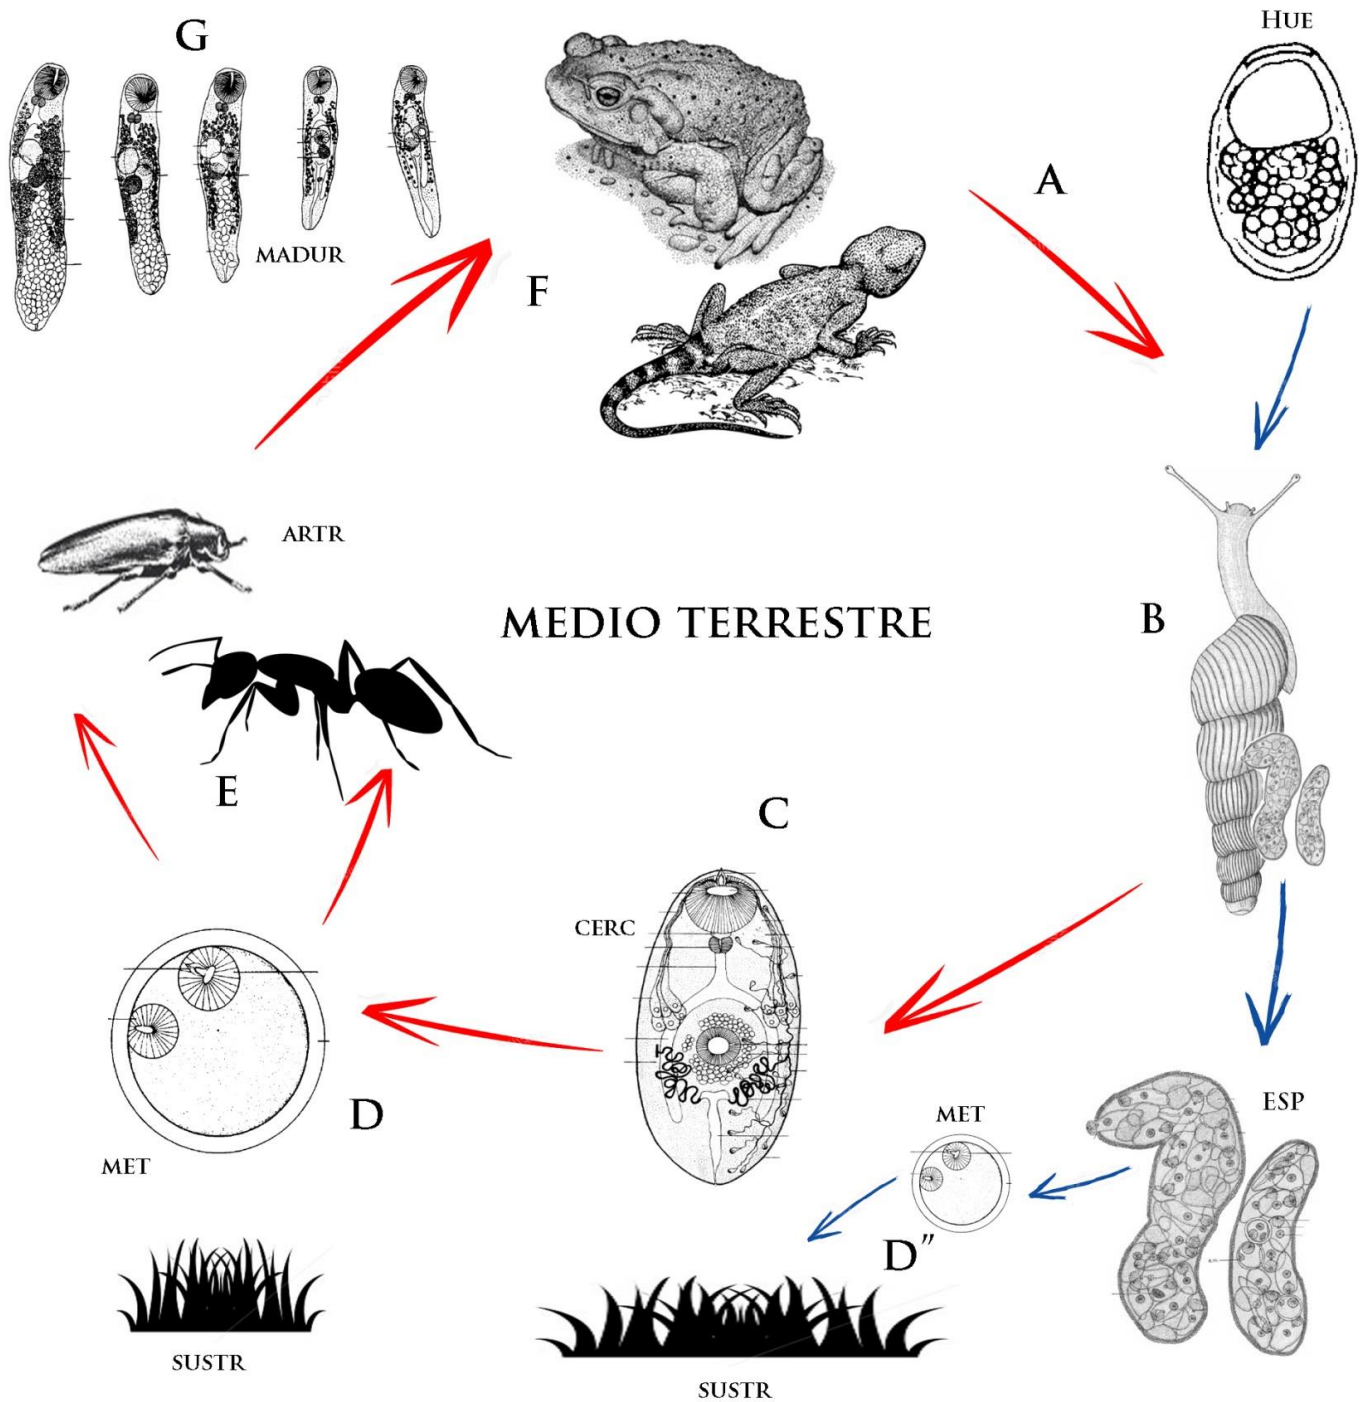 G
HUE
A
MADUR
F
ARTR
MEDIO TERRESTRE
B
E
C
CERC
D
MET
ESP
MET
D"
SUSTR
SUSTR